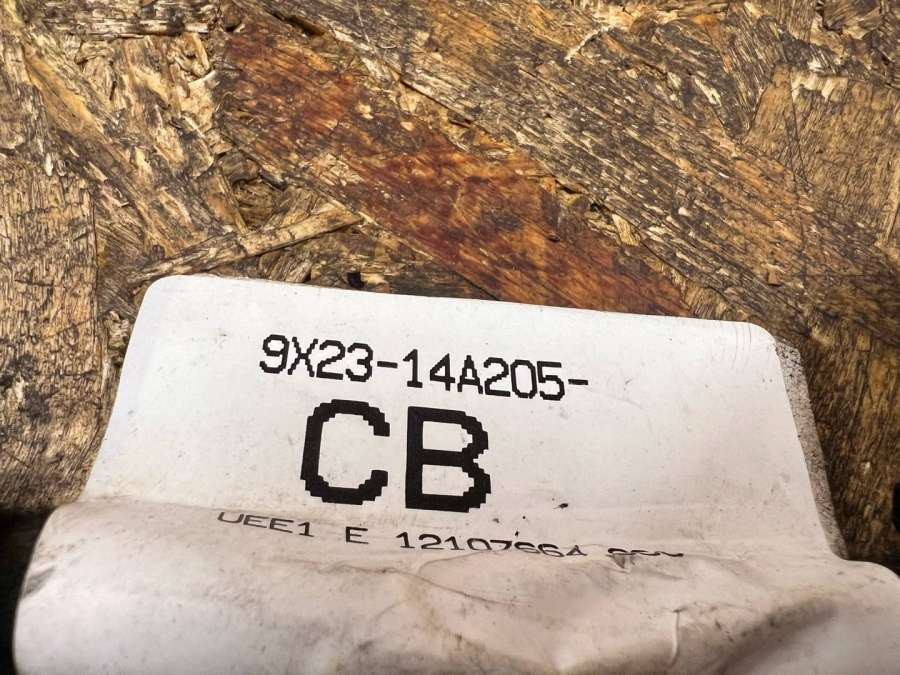 9X23-14A205-
CB
UEE1 E